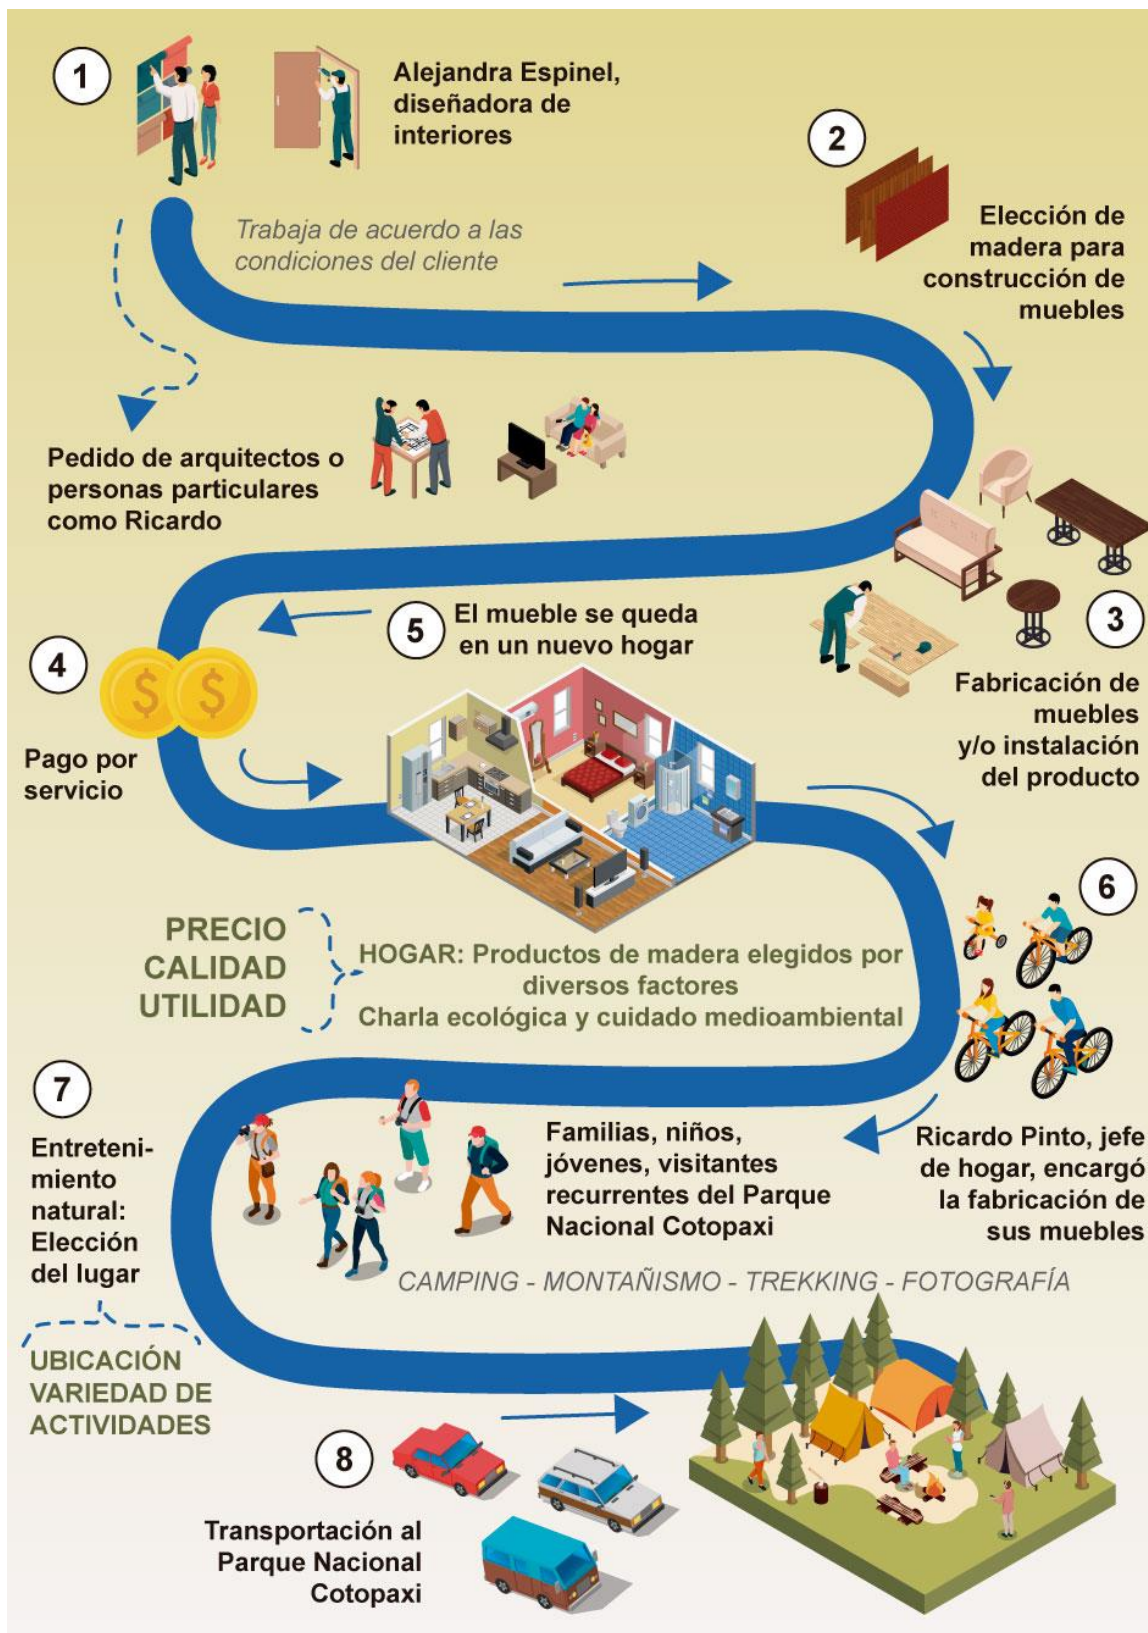 1
Alejandra Espinel,
diseñadora de
interiores
Trabaja de acuerdo a las
condiciones del cliente
2
Elección de
madera para
construcción de
muebles
Pedido de arquitectos o
personas particulares
como Ricardo
3
Fabricación de
muebles
y/o instalación
del producto
4
$ $
Pago por
servicio
5
El mueble se queda
en un nuevo hogar
PRECIO
CALIDAD
UTILIDAD
HOGAR: Productos de madera elegidos por
diversos factores
Charla ecológica y cuidado medioambiental
6
Ricardo Pinto, jefe
de hogar, encargó
la fabricación de
sus muebles
Familias, niños,
jóvenes, visitantes
recurrentes del Parque
Nacional Cotopaxi
CAMPING - MONTAÑISMO - TREKKING - FOTOGRAFÍA
7
Entreteni-
miento
natural:
Elección
del lugar
UBICACIÓN
VARIEDAD DE
ACTIVIDADES
8
Transportación al
Parque Nacional
Cotopaxi